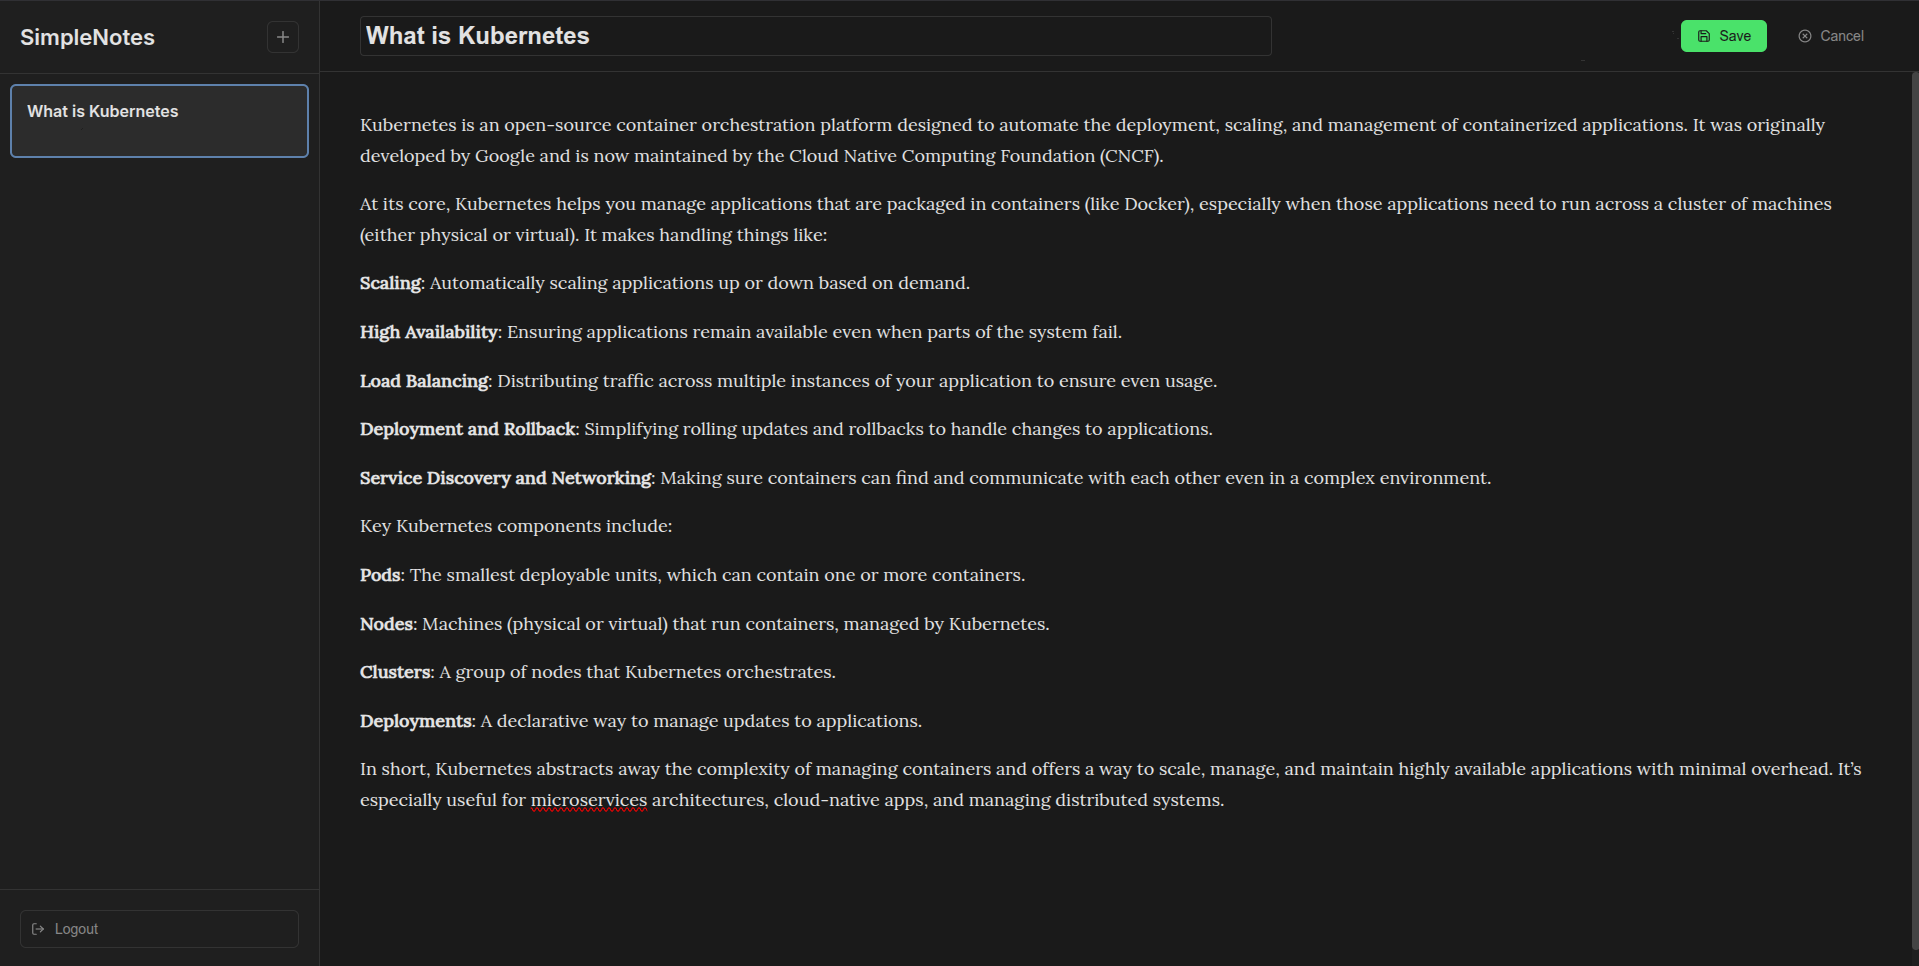 SimpleNotes
What is Kubernetes
Logout
What is Kubernetes
Save
Cancel
Kubernetes is an open-source container orchestration platform designed to automate the deployment, scaling, and management of containerized applications. It was originally
developed by Google and is now maintained by the Cloud Native Computing Foundation (CNCF).
At its core, Kubernetes helps you manage applications that are packaged in containers (like Docker), especially when those applications need to run across a cluster of machines
(either physical or virtual). It makes handling things like:
Scaling: Automatically scaling applications up or down based on demand.
High Availability: Ensuring applications remain available even when parts of the system fail.
Load Balancing: Distributing traffic across multiple instances of your application to ensure even usage.
Deployment and Rollback: Simplifying rolling updates and rollbacks to handle changes to applications.
Service Discovery and Networking: Making sure containers can find and communicate with each other even in a complex environment.
Key Kubernetes components include:
Pods: The smallest deployable units, which can contain one or more containers.
Nodes: Machines (physical or virtual) that run containers, managed by Kubernetes.
Clusters: A group of nodes that Kubernetes orchestrates.
Deployments: A declarative way to manage updates to applications.
In short, Kubernetes abstracts away the complexity of managing containers and offers a way to scale, manage, and maintain highly available applications with minimal overhead. It’s
especially useful for microservices architectures, cloud-native apps, and managing distributed systems.